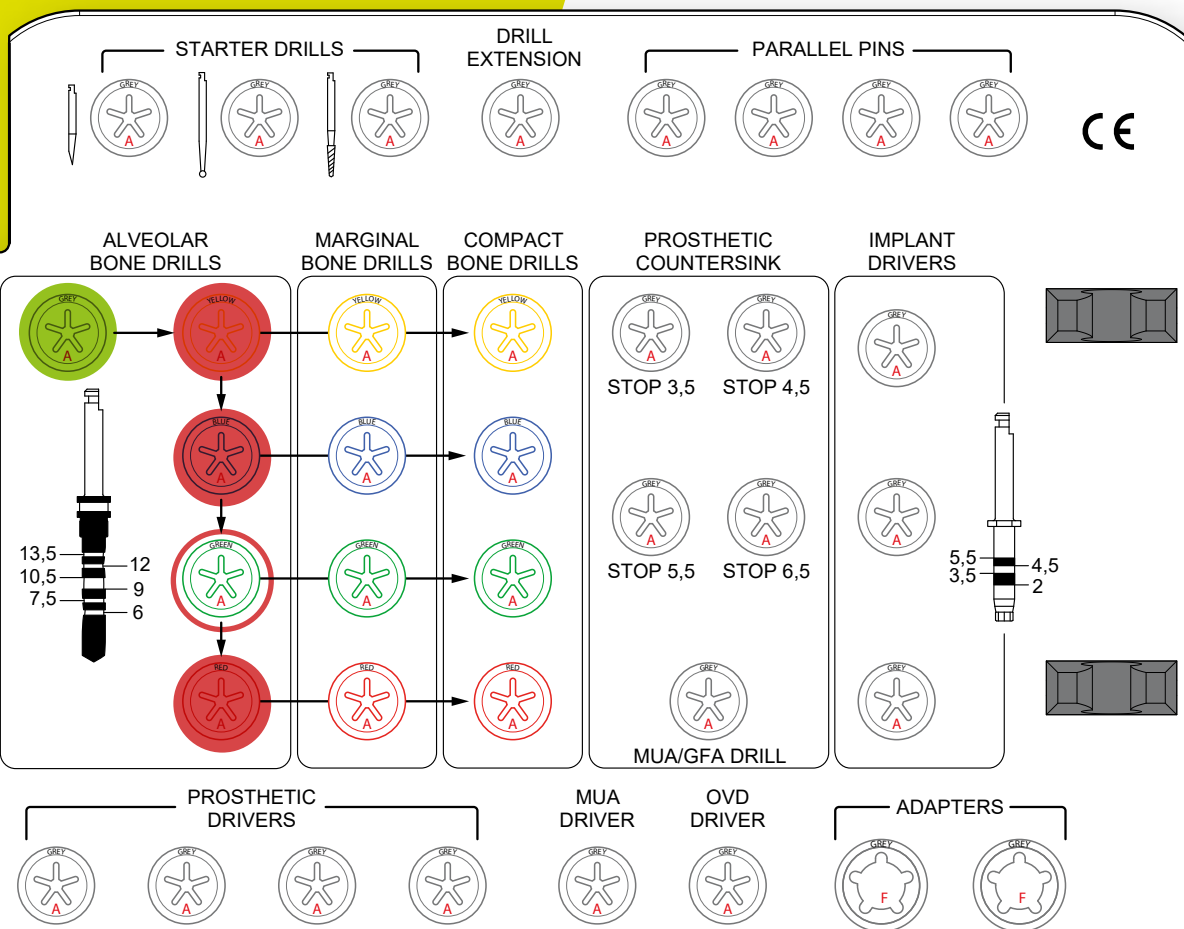 STARTER DRILLS
DRILL
EXTENSION
PARALLEL PINS
GREY GREY GREY GREY GREY GREY GREY GREY
A A A A A A A A
CE
ALVEOLAR
BONE DRILLS
MARGINAL
BONE DRILLS
COMPACT
BONE DRILLS
PROSTHETIC
COUNTERSINK
IMPLANT
DRIVERS
GREY YELLOW YELLOW YELLOW GREY GREY GREY
A A A A A A A
STOP 3,5 STOP 4,5
BLUE BLUE BLUE
A A A
GREY GREY GREY
A A A
STOP 5,5 STOP 6,5
GREEN GREEN GREEN
A A A
13,5
12
10,5
9
7,5
6
5,5
4,5
3,5
2
RED RED RED GREY GREY
A A A A A
MUA/GFA DRILL
PROSTHETIC
DRIVERS
MUA
DRIVER
OVD
DRIVER
ADAPTERS
GREY GREY GREY GREY GREY GREY GREY GREY
A A A A A A F F